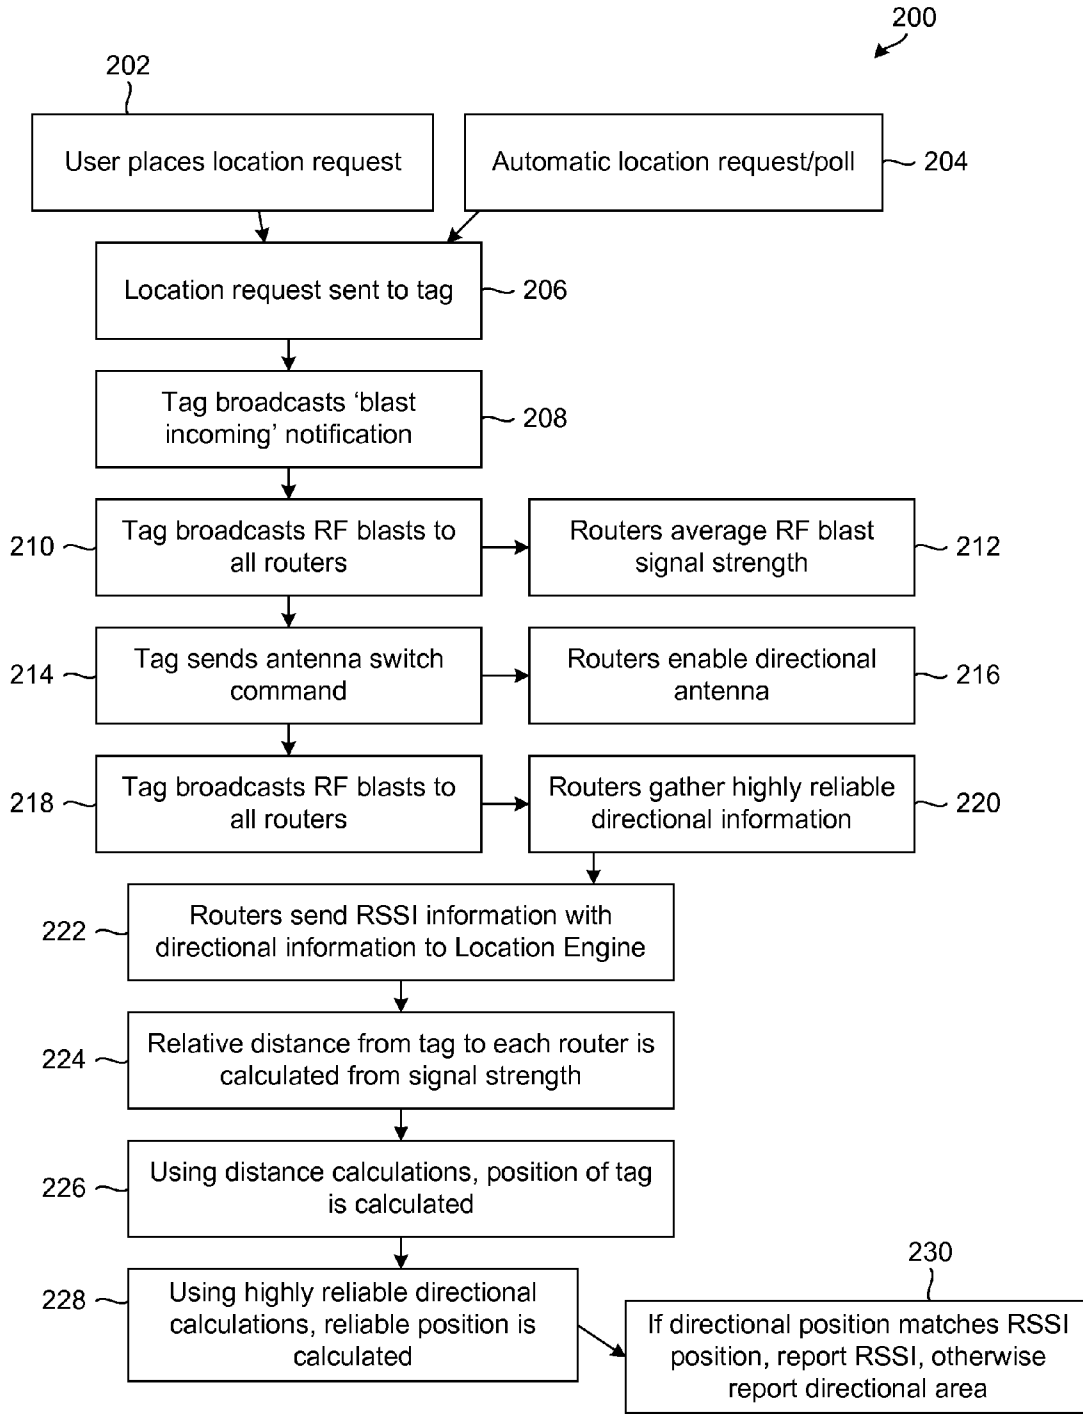 200
202
User places location request
Automatic location request/poll
204
Location request sent to tag
206
Tag broadcasts ‘blast
incoming’ notification
208
210
Tag broadcasts RF blasts to
all routers
Routers average RF blast
signal strength
212
214
Tag sends antenna switch
command
Routers enable directional
antenna
216
218
Tag broadcasts RF blasts to
all routers
Routers gather highly reliable
directional information
220
222
Routers send RSSI information with
directional information to Location Engine
224
Relative distance from tag to each router is
calculated from signal strength
226
Using distance calculations, position of tag
is calculated
228
Using highly reliable directional
calculations, reliable position is
calculated
230
If directional position matches RSSI
position, report RSSI, otherwise
report directional area